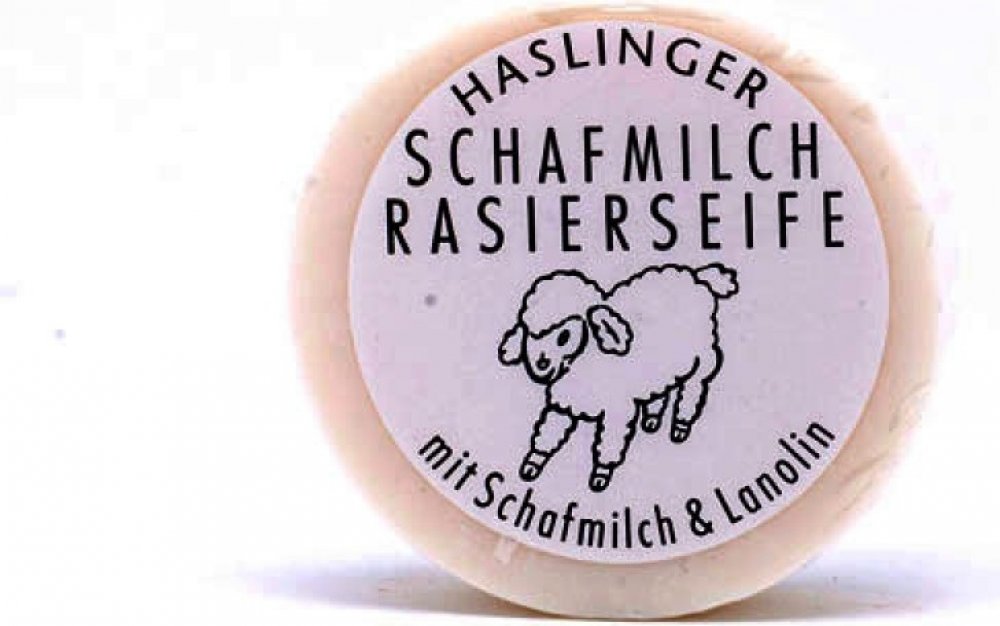 HASLINGER
SCHAFMILCH
RASIERSEIFE
mit Schafmilch & Lanolin